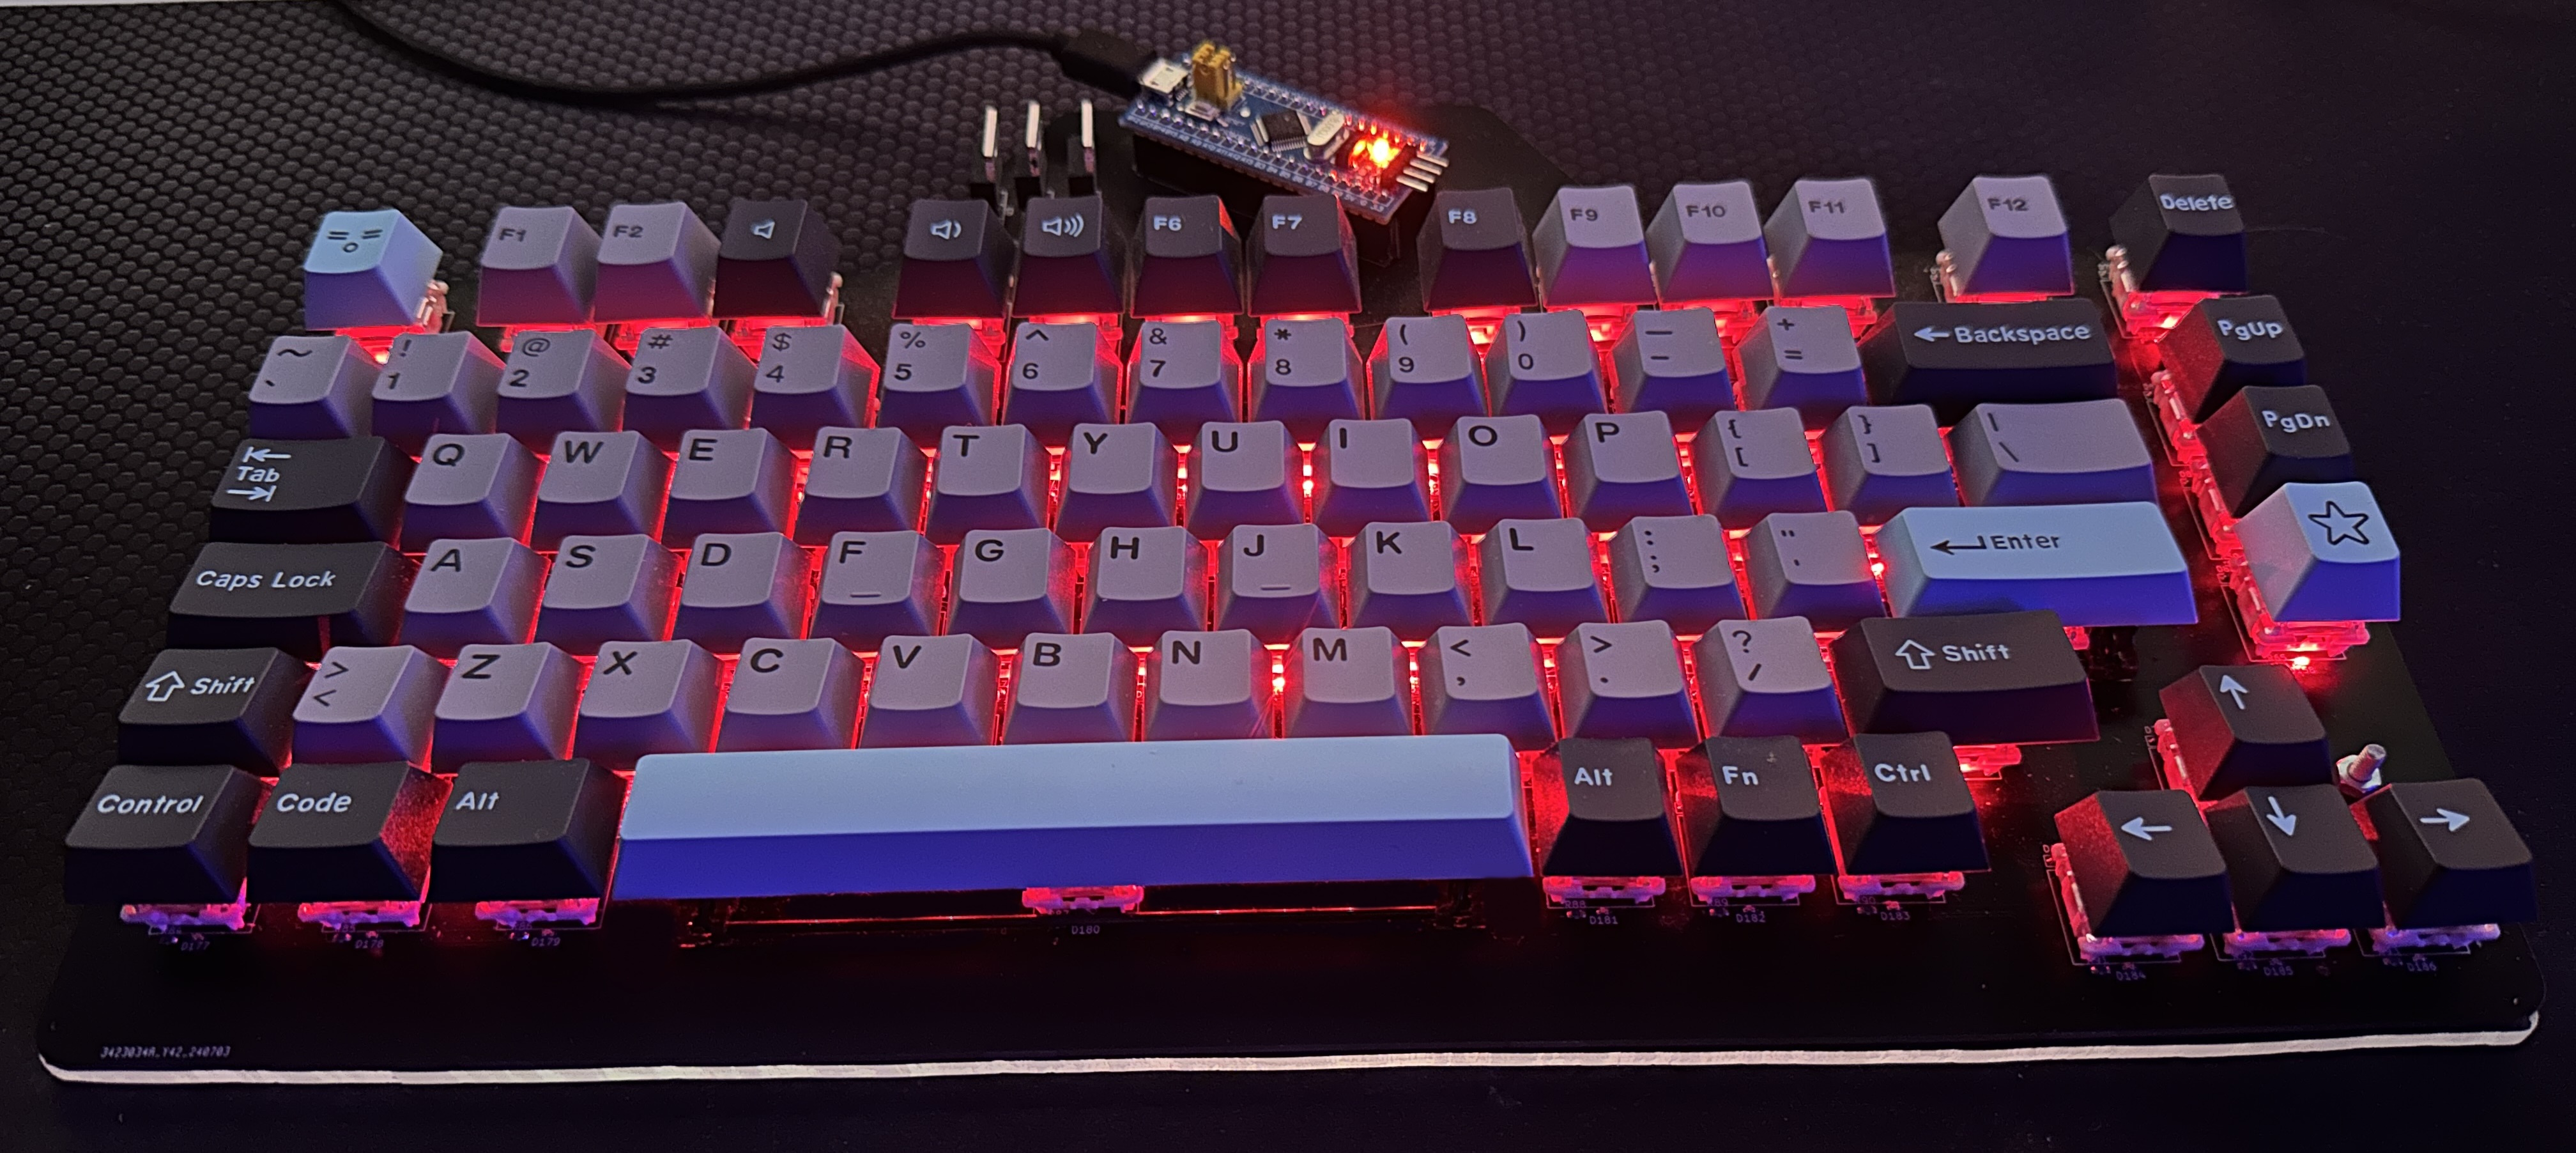 F1 F2 F6 F7 F8 F9 F10 F11 F12 Delete
~ ! @ # $ % ^ & * ( ) — +
` 1 2 3 4 5 6 7 8 9 0 - = ←Backspace PgUp
Tab Q W E R T Y U I O P { [ } ] | \ PgDn
Caps Lock A S D F G H J K L : ; " ' Enter
Shift > < Z X C V B N M < , > . ? / Shift ↑
Control Code Alt Alt Fn Ctrl ← ↓ →
D177 D178 D179 D180 D181 D182 D183 D184 D185 D186
3423034A_Y42_240703